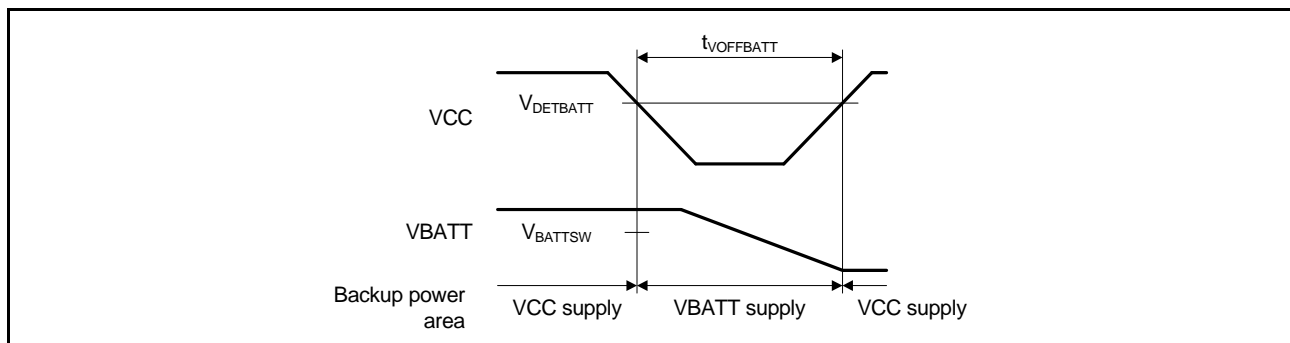 tVOFFBATT
VDETBATT
VCC
VBATT
VBATTSW
Backup power
area
VCC supply
VBATT supply
VCC supply